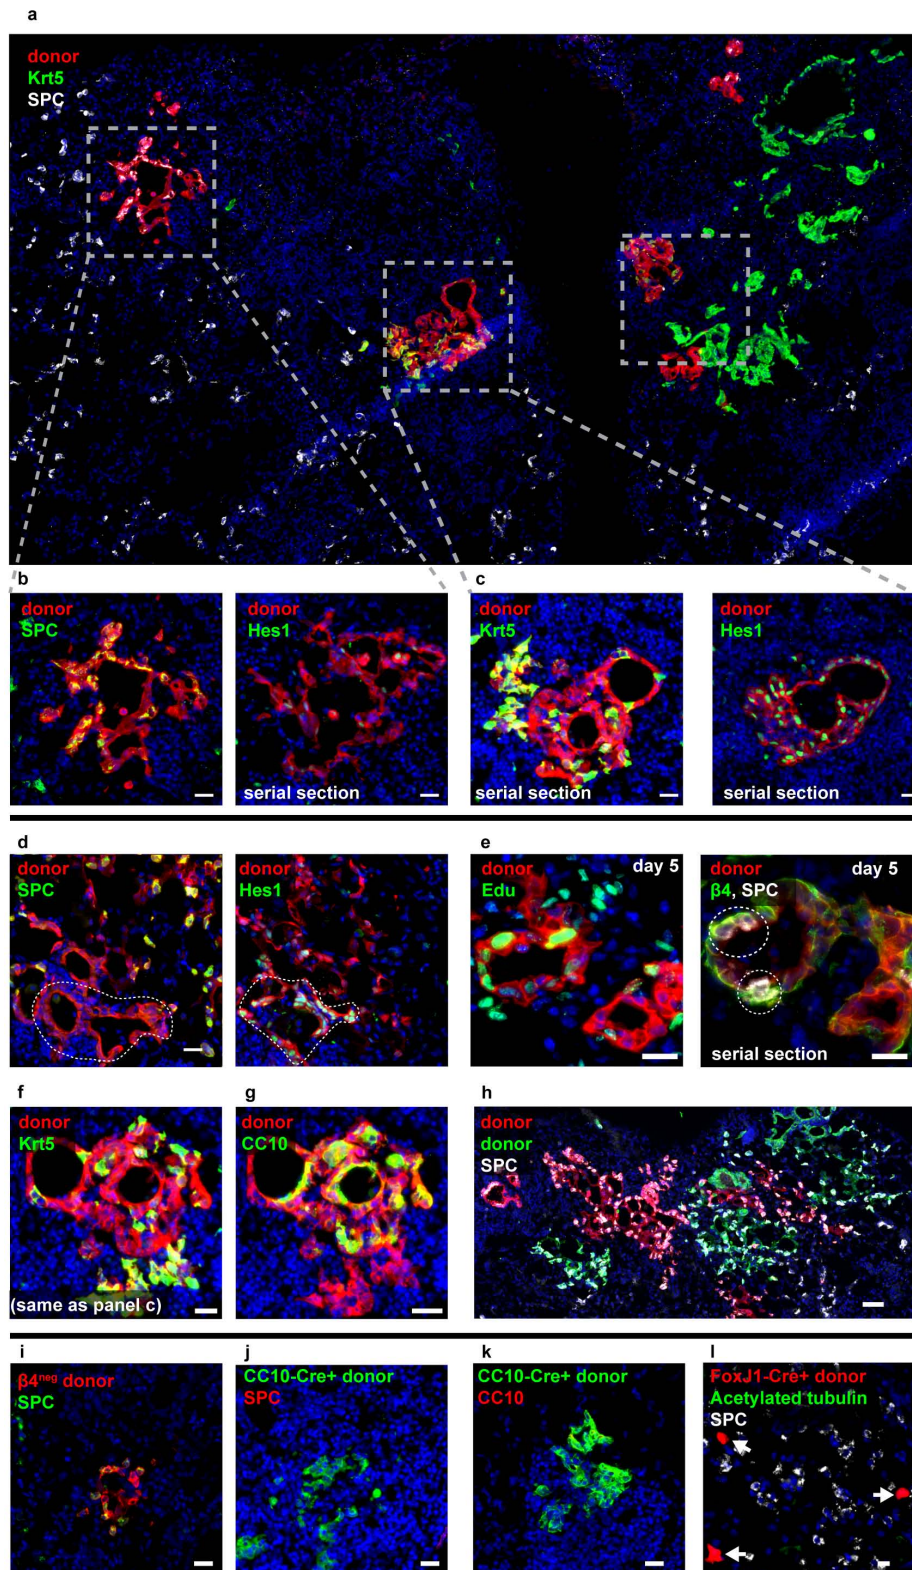 a
donor
Krt5
SPC
b
donor
SPC
donor
Hes1
serial section
c
donor
Krt5
serial section
donor
Hes1
serial section
d
donor
SPC
donor
Hes1
e
donor
Edu
day 5
donor
β4, SPC
day 5
serial section
f
donor
Krt5
(same as panel c)
g
donor
CC10
h
donor
donor
SPC
i
β4neg donor
SPC
j
CC10-Cre+ donor
SPC
k
CC10-Cre+ donor
CC10
l
FoxJ1-Cre+ donor
Acetylated tubulin
SPC